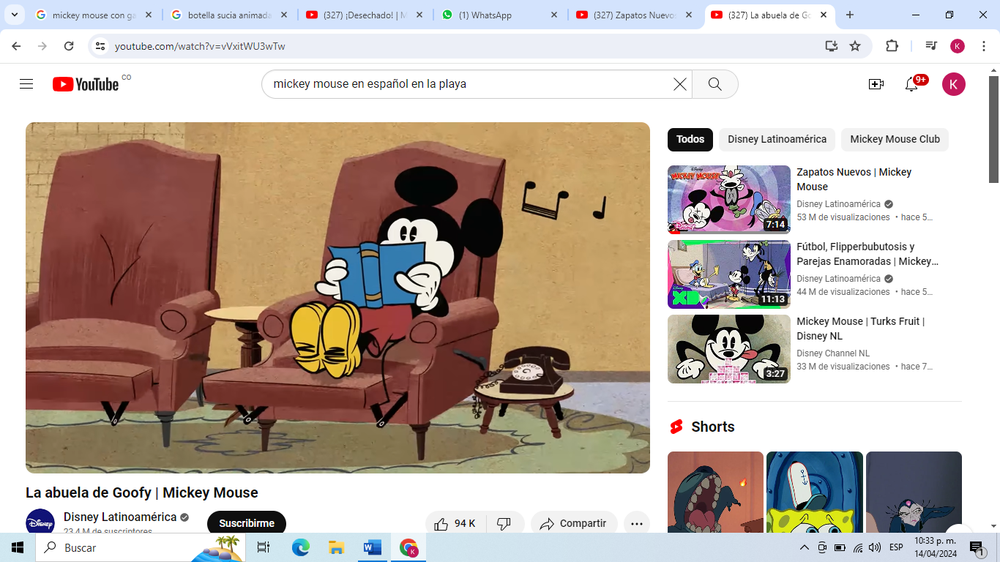 mickey mouse con ga
botella sucia animada
(327) ¡Desechado! | M
(1) WhatsApp
(327) Zapatos Nuevos
(327) La abuela de Go
youtube.com/watch?v=vVxitWU3wTw
K
YouTube CO
mickey mouse en español en la playa
9+
K
Todos
Disney Latinoamérica
Mickey Mouse Club
Disney
MICKEY MOUSE
7:14
Zapatos Nuevos | Mickey
Mouse
Disney Latinoamérica
53 M de visualizaciones • hace 5...
XD
11:13
Fútbol, Flipperbubutosis y
Parejas Enamoradas | Mickey...
Disney Latinoamérica
44 M de visualizaciones • hace 5...
3:27
Mickey Mouse | Turks Fruit |
Disney NL
Disney Channel NL
33 M de visualizaciones • hace 7...
Shorts
La abuela de Goofy | Mickey Mouse
Disney
Disney Latinoamérica
23.4 M de suscriptores
Suscribirme
94 K
Compartir
Buscar
W
K
ESP
10:33 p. m.
14/04/2024
1